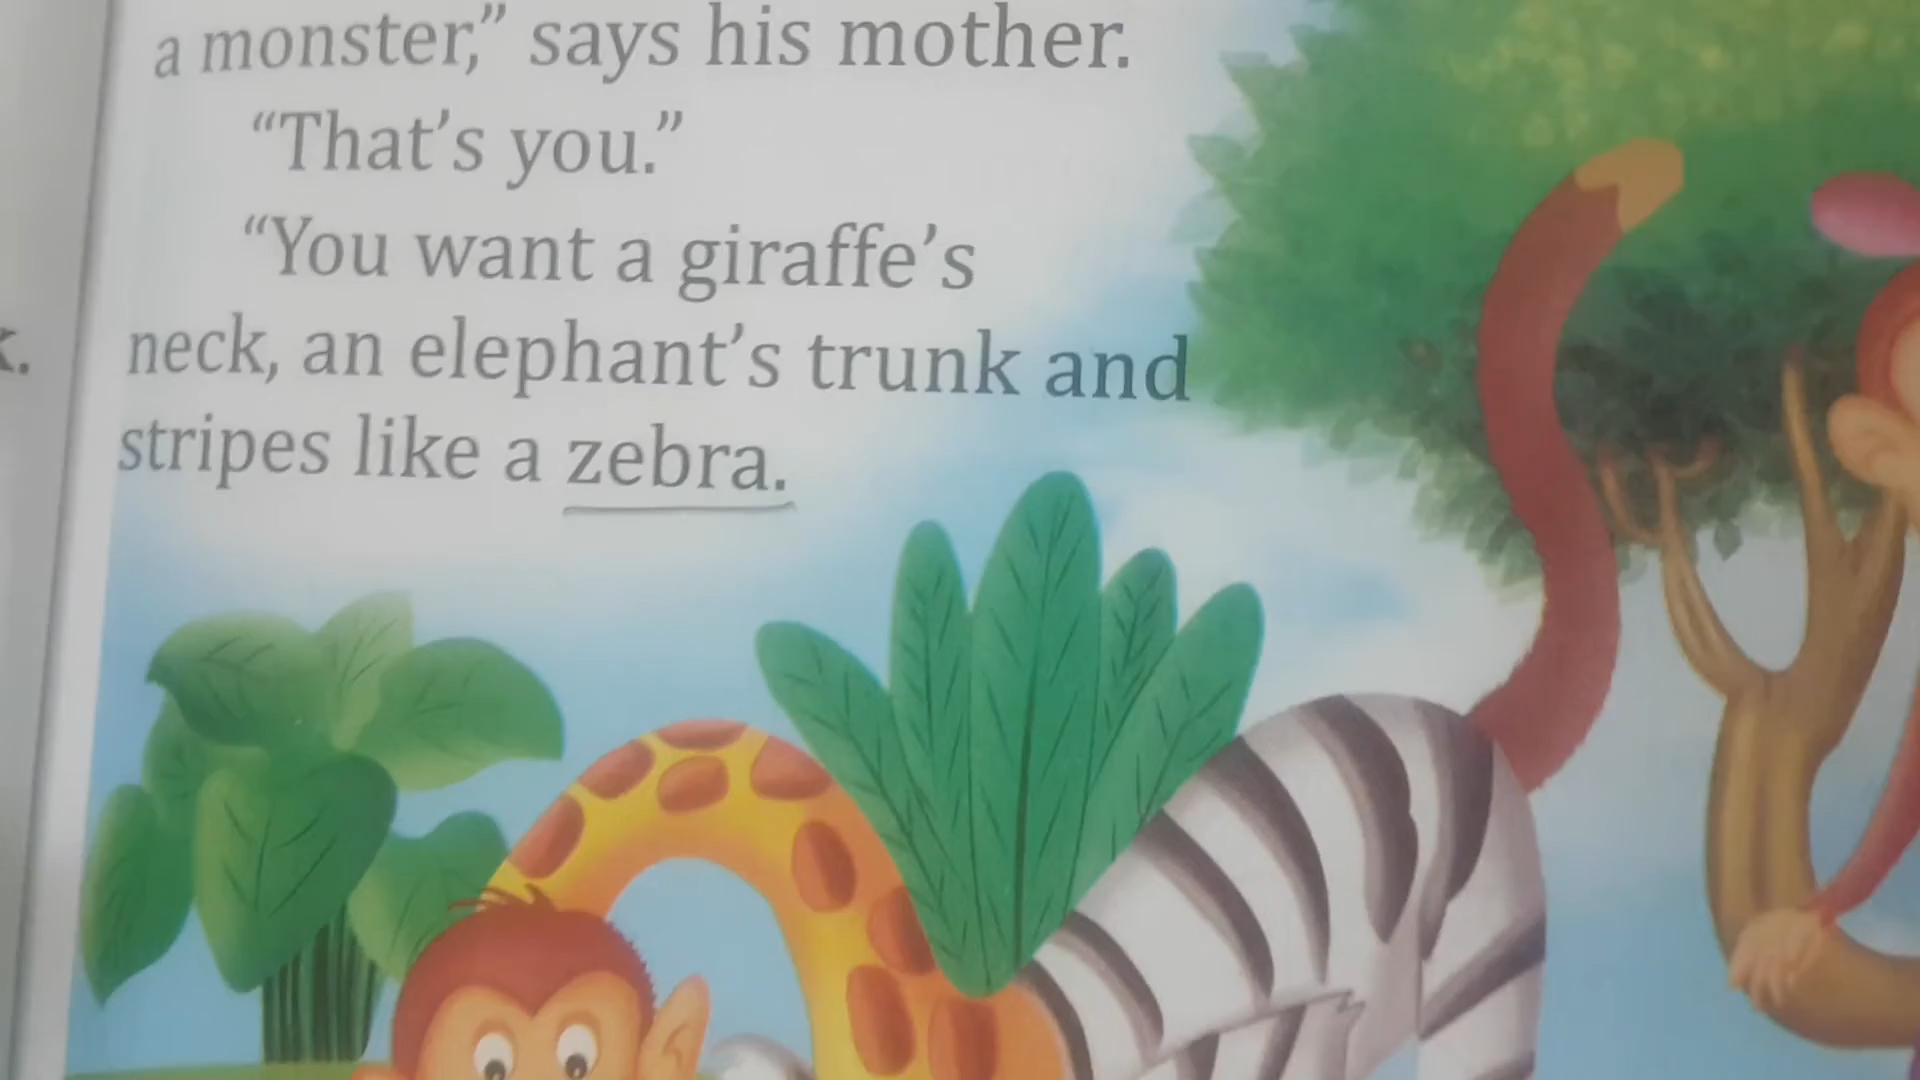 a monster,” says his mother.
“That’s you.”
“You want a giraffe’s
neck, an elephant’s trunk and
stripes like a zebra.